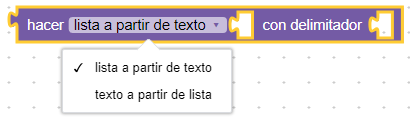 hacer lista a partir de texto ▾ con delimitador
✓ lista a partir de texto
texto a partir de lista